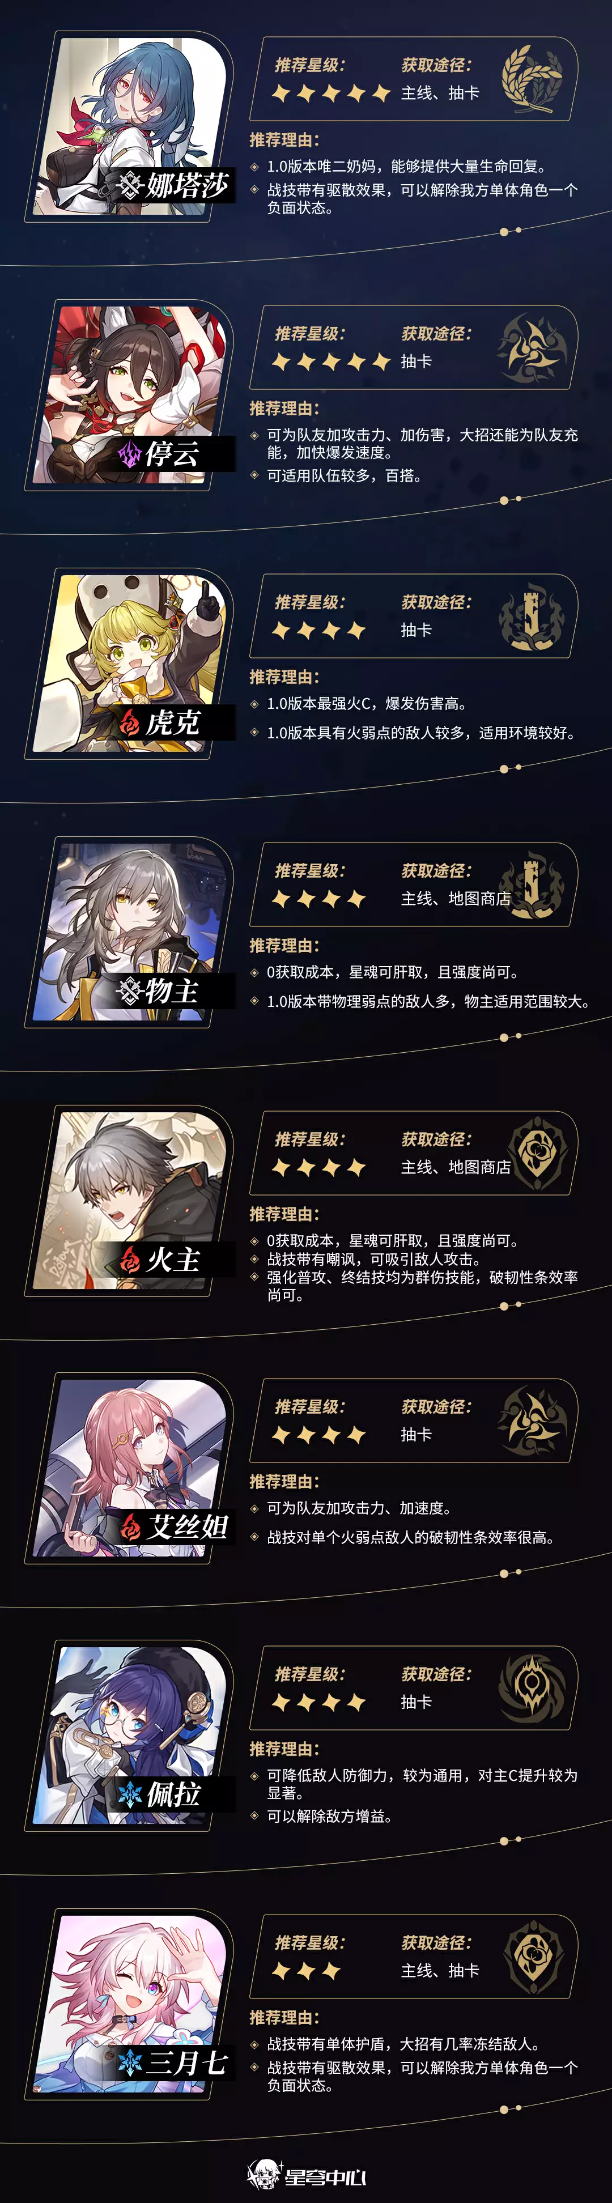 推荐星级：
获取途径：
主线、抽卡
推荐理由：
1.0版本唯二奶妈，能够提供大量生命回复。
战技带有驱散效果，可以解除我方单体角色一个
负面状态。
娜塔莎
推荐星级：
获取途径：
抽卡
推荐理由：
可为队友加攻击力、加伤害，大招还能为队友充
能，加快爆发速度。
可适用队伍较多，百搭。
停云
推荐星级：
获取途径：
抽卡
推荐理由：
1.0版本最强火C，爆发伤害高。
1.0版本具有火弱点的敌人较多，适用环境较好。
虎克
推荐星级：
获取途径：
主线、地图商店
推荐理由：
0获取成本，星魂可肝取，且强度尚可。
1.0版本带物理弱点的敌人多，物主适用范围较大。
物主
推荐星级：
获取途径：
主线、地图商店
推荐理由：
0获取成本，星魂可肝取，且强度尚可。
战技带有嘲讽，可吸引敌人攻击。
强化普攻、终结技均为群伤技能，破韧性条效率
尚可。
火主
推荐星级：
获取途径：
抽卡
推荐理由：
可为队友加攻击力、加速度。
战技对单个火弱点敌人的破韧性条效率很高。
艾丝妲
推荐星级：
获取途径：
抽卡
推荐理由：
可降低敌人防御力，较为通用，对主C提升较为
显著。
可以解除敌方增益。
佩拉
推荐星级：
获取途径：
主线、抽卡
推荐理由：
战技带有单体护盾，大招有几率冻结敌人。
战技带有驱散效果，可以解除我方单体角色一个
负面状态。
三月七
星穹中心